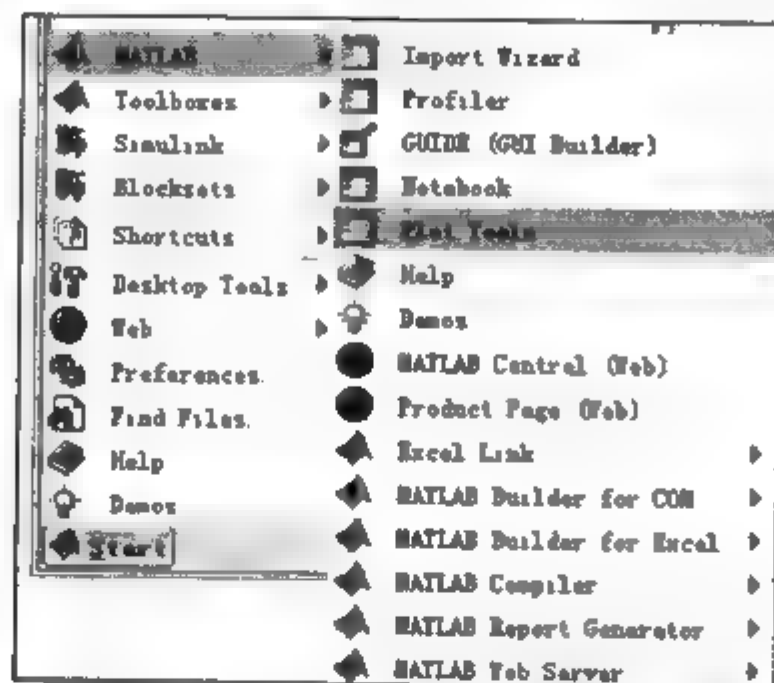 MATLAB
Toolboxes
Simulink
Blocksets
Shortcuts
Desktop Tools
Web
Preferences.
Find Files.
Help
Demos
Start
Import Wizard
Profiler
GUIDE (GUI Builder)
Notebook
Plot Tools
Help
Demos
MATLAB Central (Web)
Product Page (Web)
Excel Link
MATLAB Builder for COM
MATLAB Builder for Excel
MATLAB Compiler
MATLAB Report Generator
MATLAB Web Server